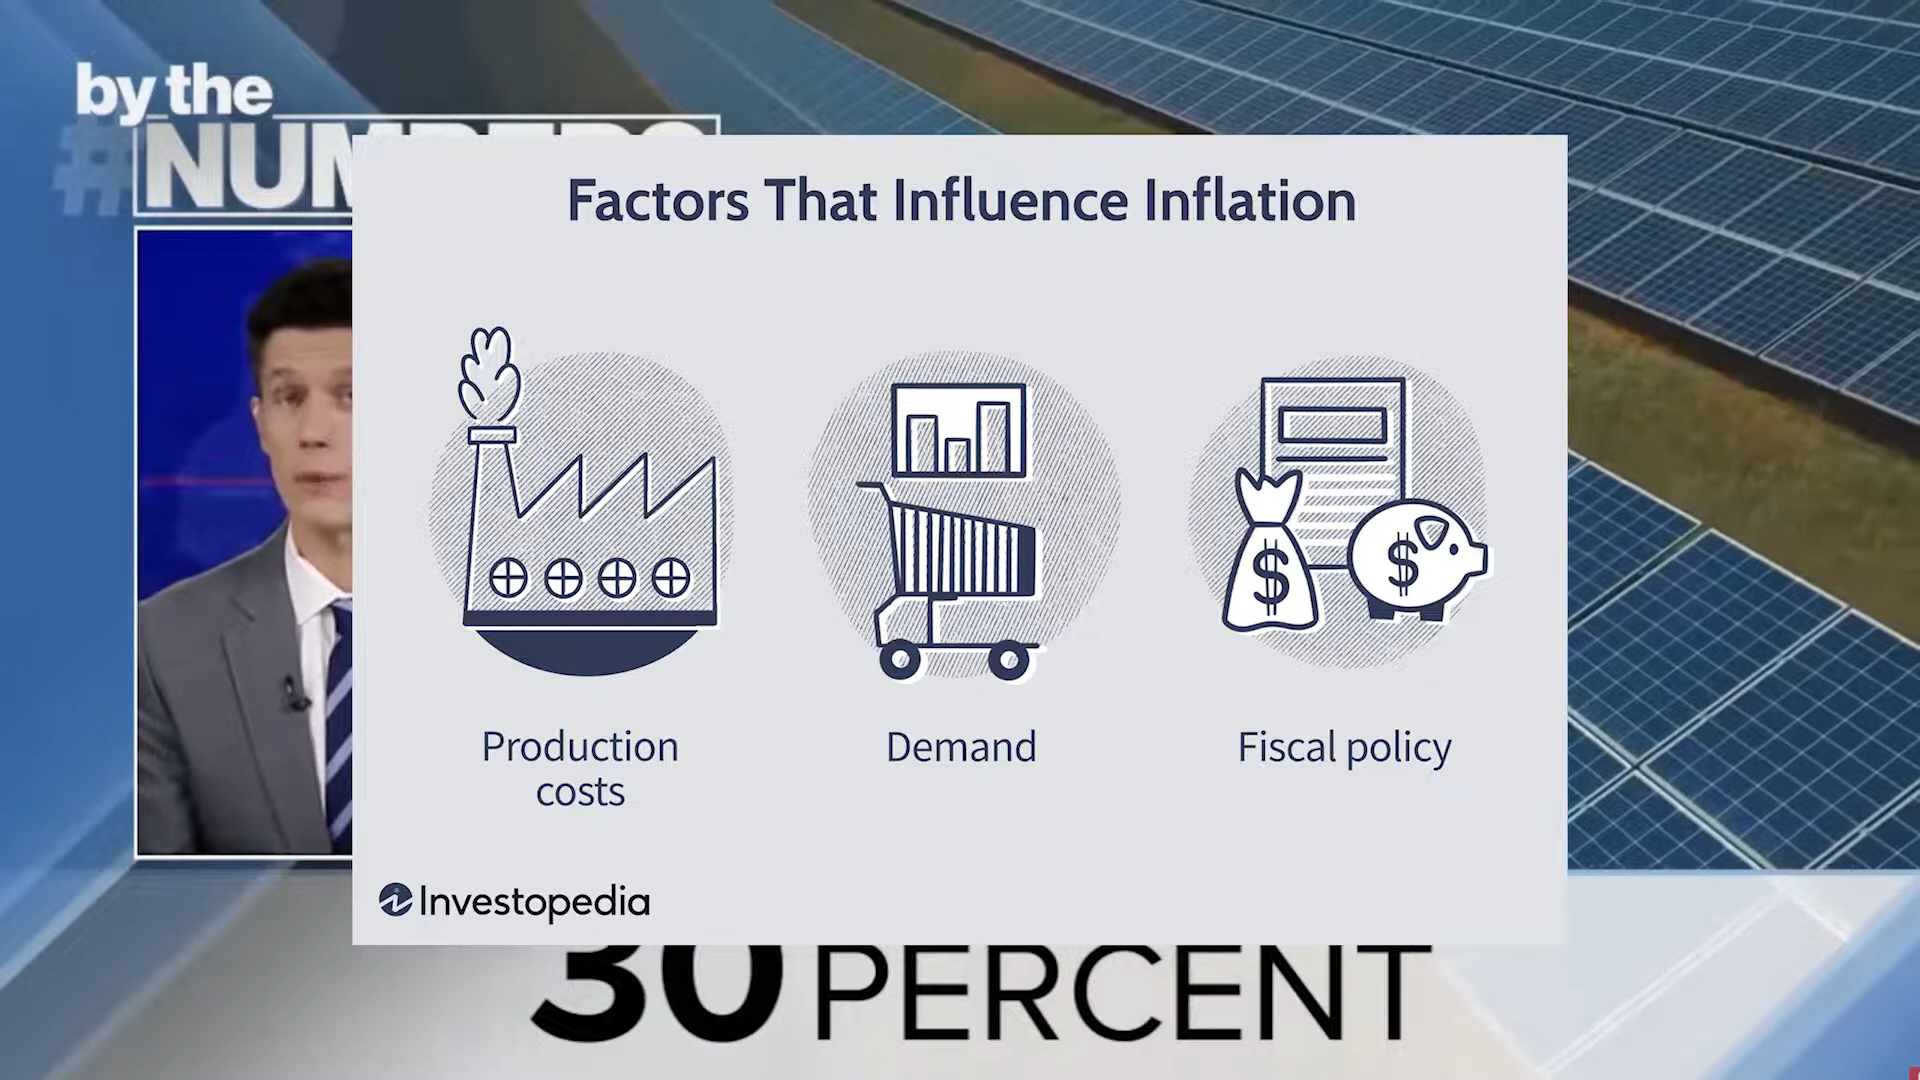 by the
Factors That Influence Inflation
Production
costs
Demand
Fiscal policy
$
$
Investopedia
30 PERCENT